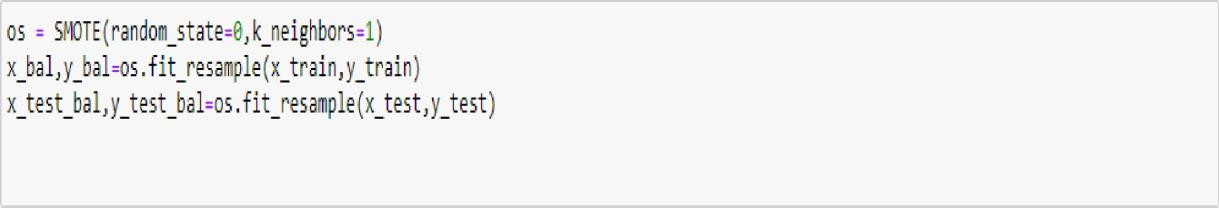 os = SMOTE(random_state=0,k_neighbors=1)
x_bal,y_bal=os.fit_resample(x_train,y_train)
x_test_bal,y_test_bal=os.fit_resample(x_test,y_test)